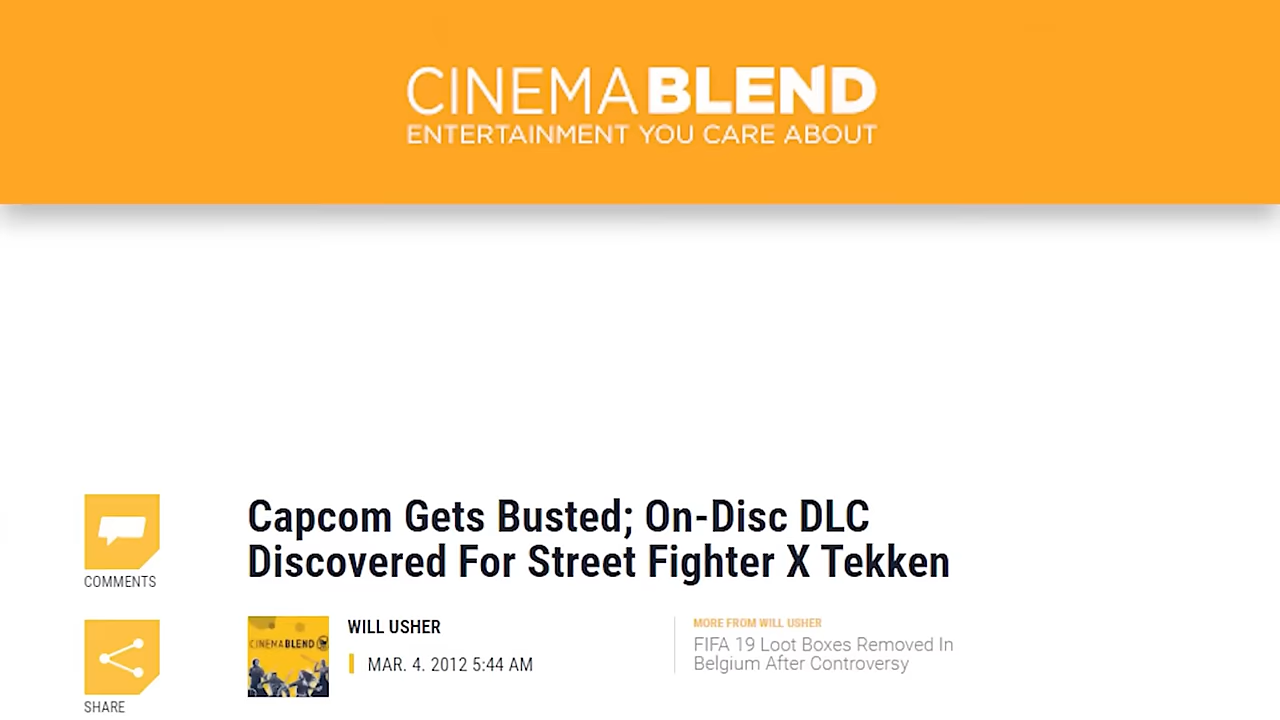 CINEMABLEND
ENTERTAINMENT YOU CARE ABOUT
Capcom Gets Busted; On-Disc DLC
Discovered For Street Fighter X Tekken
COMMENTS
CINEMABLEND
WILL USHER
MAR. 4. 2012 5:44 AM
MORE FROM WILL USHER
FIFA 19 Loot Boxes Removed In
Belgium After Controversy
SHARE